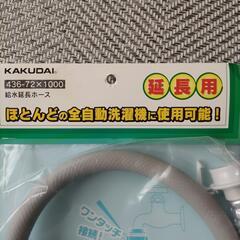 KAKUDAI®
436-72×1000
給水延長ホース
延長用
ほとんどの全自動洗濯機に使用可能!
ワンタッチ
接続!